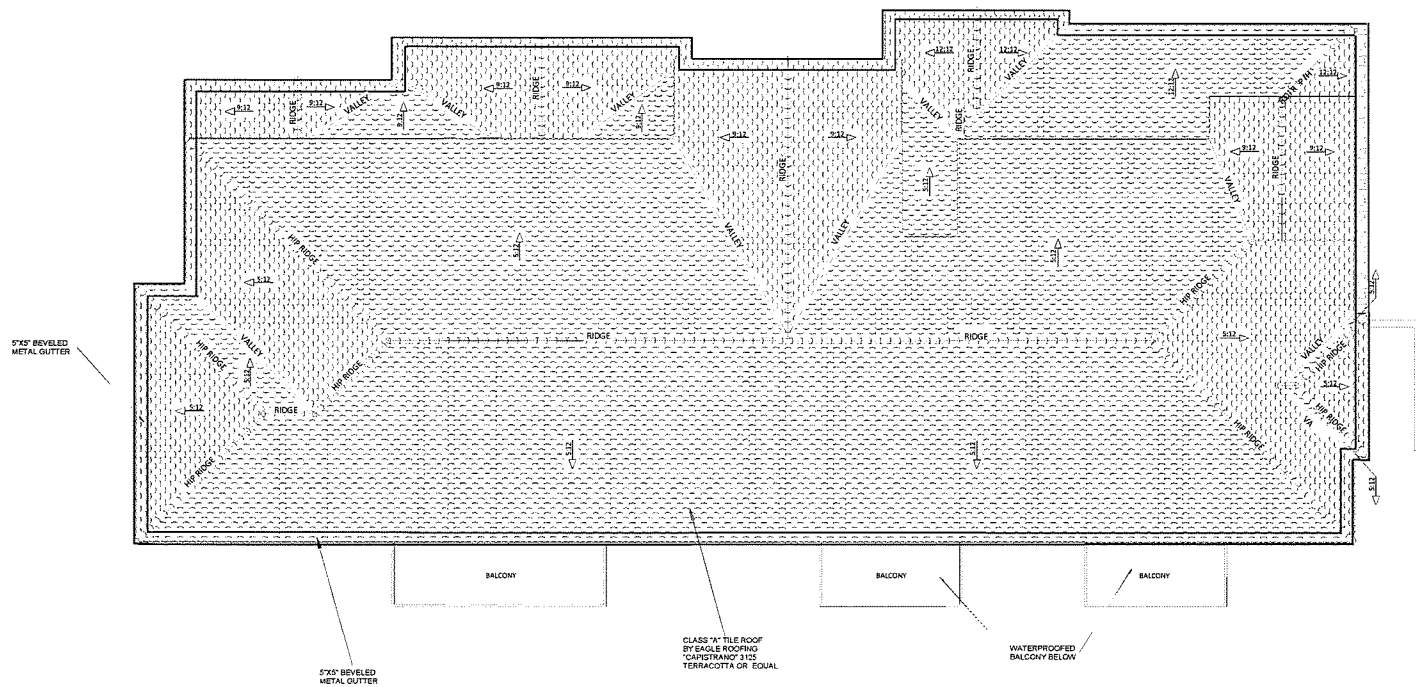 12:12
12:12
RIDGE
VALLEY
12:12
12:12
9:12
9:12
RIDGE
VALLEY
9:12
VALLEY
9:12
9:12
RIDGE
VALLEY
9:12
9:12
9:12
RIDGE
VALLEY
RIDGE
9:12
9:12
RIDGE
5:12
VALLEY
HIP RIDGE
5:12
VALLEY
VALLEY
5:12
5:12
HIP RIDGE
5:12
5"X5" BEVELED
METAL GUTTER
HIP RIDGE
VALLEY
5:12
HIP RIDGE
RIDGE
RIDGE
5:12
VALLEY
HIP RIDGE
5:12
5:12
RIDGE
HIP RIDGE
VA
HIP RIDGE
HIP RIDGE
5:12
5:12
5:12
BALCONY
BALCONY
BALCONY
CLASS "A" TILE ROOF
BY EAGLE ROOFING
"CAPISTRANO" 3125
TERRACOTTA OR EQUAL
WATERPROOFED
BALCONY BELOW
5"X5" BEVELED
METAL GUTTER